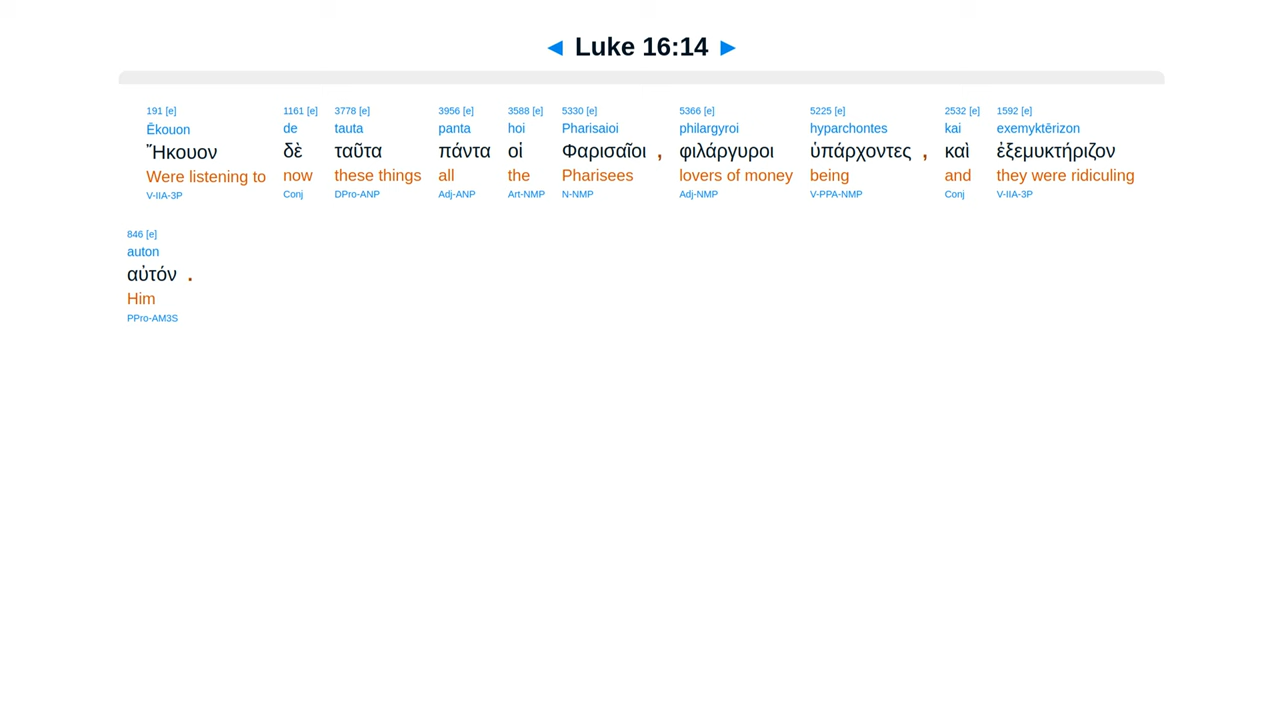 ◄ Luke 16:14 ►
191 [e] 1161 [e] 3778 [e] 3956 [e] 3588 [e] 5330 [e] 5366 [e] 5225 [e] 2532 [e] 1592 [e]
Ēkouon de tauta panta hoi Pharisaioi philargyroi hyparchontes kai exemyktērizon
Ἤκουον δὲ ταῦτα πάντα οἱ Φαρισαῖοι , φιλάργυροι ὑπάρχοντες , καὶ ἐξεμυκτήριζον
Were listening to now these things all the Pharisees lovers of money being and they were ridiculing
V-IIA-3P Conj DPro-ANP Adj-ANP Art-NMP N-NMP Adj-NMP V-PPA-NMP Conj V-IIA-3P
846 [e]
auton
αὐτόν .
Him
PPro-AM3S